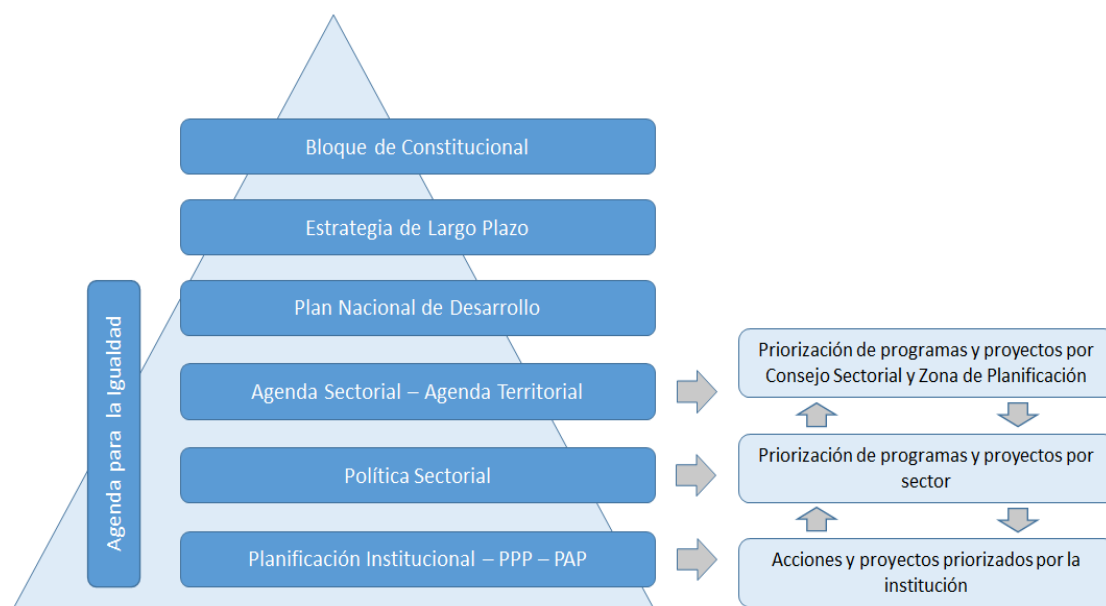 Bloque de Constitucional
Estrategia de Largo Plazo
Plan Nacional de Desarrollo
Agenda Sectorial – Agenda Territorial
Política Sectorial
Planificación Institucional – PPP – PAP
Agenda para la Igualdad
Priorización de programas y proyectos por
Consejo Sectorial y Zona de Planificación
Priorización de programas y proyectos por
sector
Acciones y proyectos priorizados por la
institución